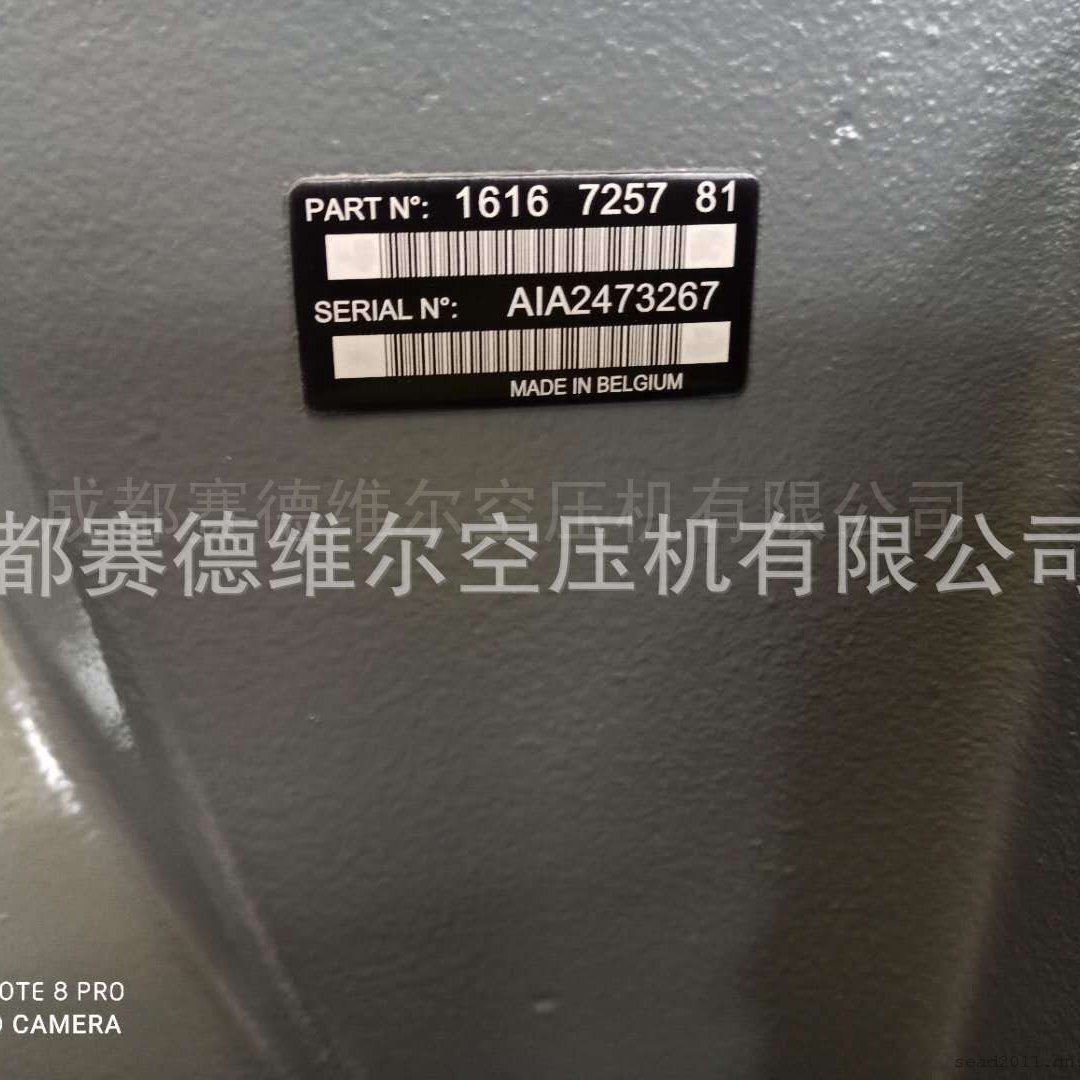 PART N°: 1616 7257 81
SERIAL N°: AIA2473267
MADE IN BELGIUM
成都赛德维尔空压机有限公司
都赛德维尔空压机有限公司
OTE 8 PRO
O CAMERA
sead2011.cn